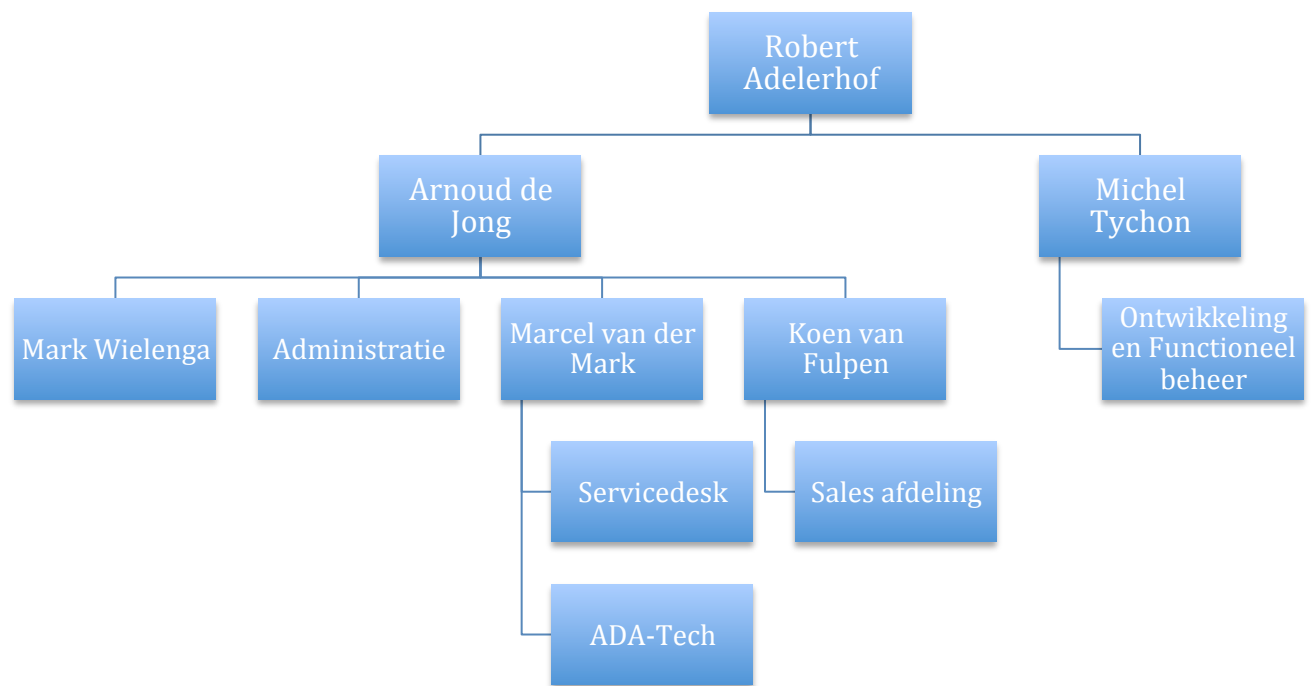 Robert
Adelerhof
Arnoud de
Jong
Michel
Tychon
Mark Wielenga
Administratie
Marcel van der
Mark
Koen van
Fulpen
Ontwikkeling
en Functioneel
beheer
Servicedesk
Sales afdeling
ADA-Tech